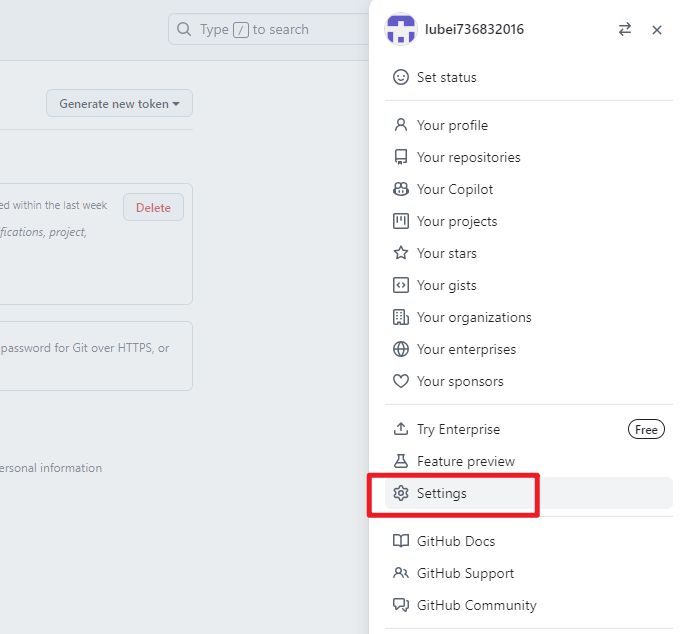 Type / to search
lubei736832016
Set status
Generate new token
Your profile
Your repositories
Your Copilot
ed within the last week
Delete
Your projects
fications, project,
Your stars
Your gists
Your organizations
password for Git over HTTPS, or
Your enterprises
Your sponsors
Try Enterprise
Free
ersonal information
Feature preview
Settings
GitHub Docs
GitHub Support
GitHub Community